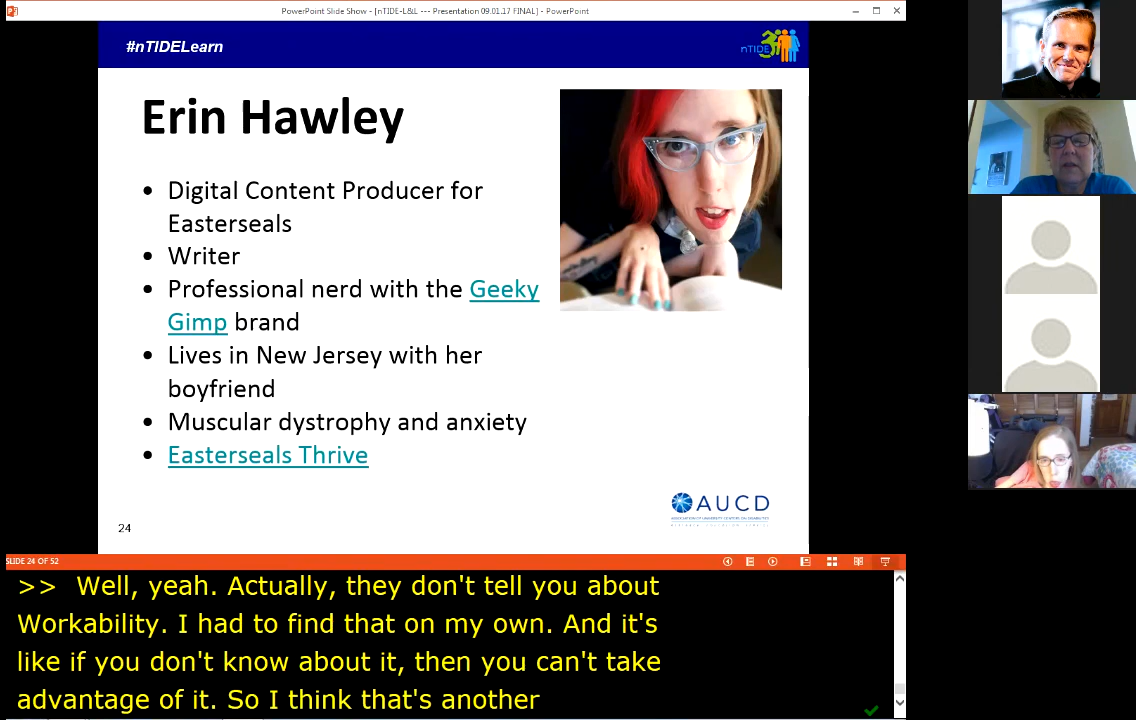 PowerPoint Slide Show - [nTIDE-L&L --- Presentation 09.01.17 FINAL] - PowerPoint
#nTIDELearn
nTIDE
Erin Hawley
• Digital Content Producer for
Easterseals
• Writer
• Professional nerd with the Geeky
Gimp brand
• Lives in New Jersey with her
boyfriend
• Muscular dystrophy and anxiety
• Easterseals Thrive
AUCD
24
SLIDE 24 OF 52
>>  Well, yeah. Actually, they don't tell you about
Workability. I had to find that on my own. And it's
like if you don't know about it, then you can't take
advantage of it. So I think that's another